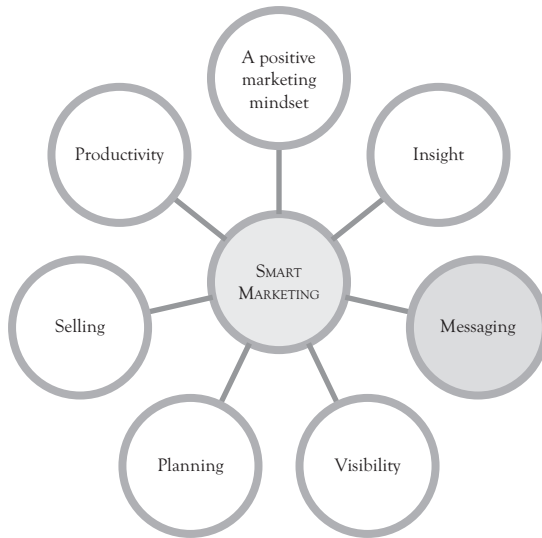 A positive
marketing
mindset
Productivity
Insight
SMART
MARKETING
Selling
Messaging
Planning
Visibility